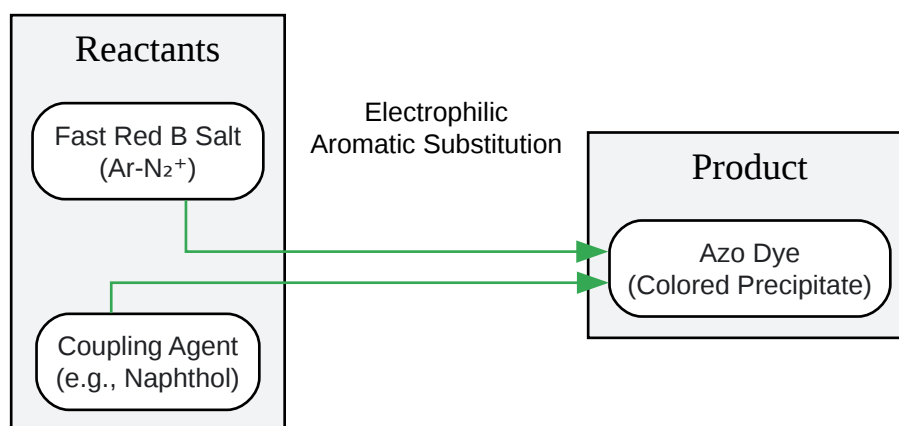 Reactants
Fast Red B Salt
(Ar-N₂⁺)
Coupling Agent
(e.g., Naphthol)
Electrophilic
Aromatic Substitution
Product
Azo Dye
(Colored Precipitate)